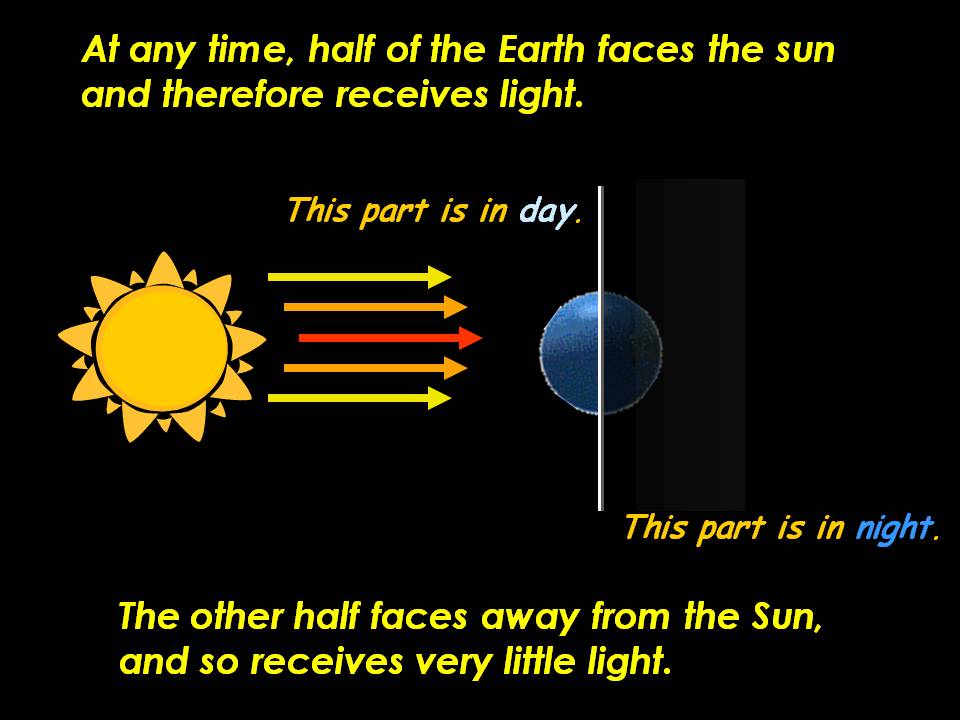 At any time, half of the Earth faces the sun
and therefore receives light.
This part is in day.
This part is in night.
The other half faces away from the Sun,
and so receives very little light.